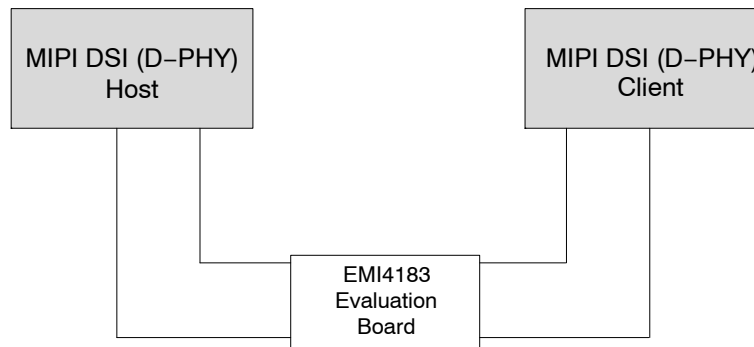 MIPI DSI (D−PHY)
Host
MIPI DSI (D−PHY)
Client
EMI4183
Evaluation
Board